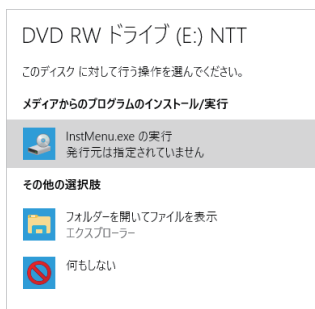 DVD RW ドライブ (E:) NTT
このディスク に対して行う操作を選んでください。
メディアからのプログラムのインストール/実行
InstMenu.exe の実行
発行元は指定されていません
その他の選択肢
フォルダーを開いてファイルを表示
エクスプローラー
何もしない